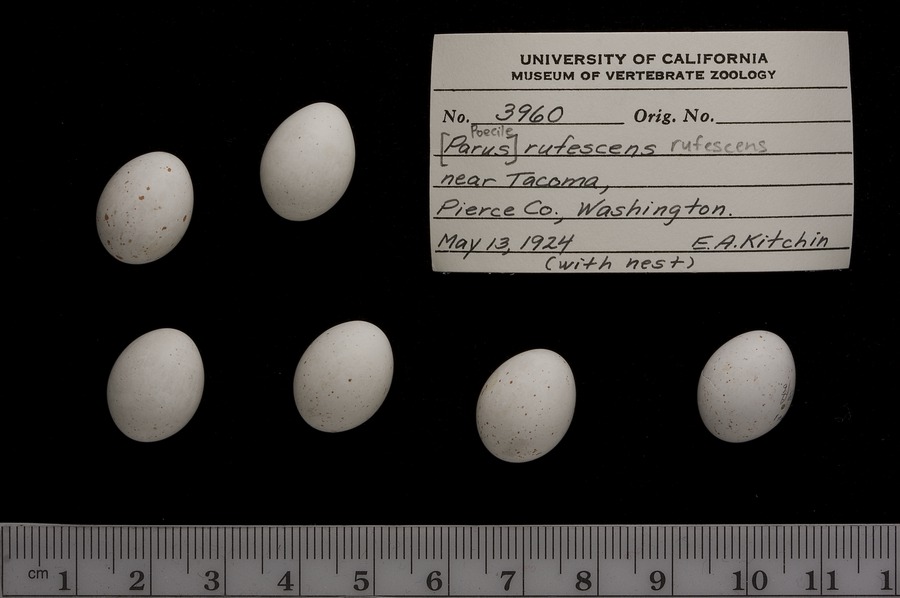 UNIVERSITY OF CALIFORNIA
MUSEUM OF VERTEBRATE ZOOLOGY
No. 3960 Orig. No.
Poecile
[Parus] rufescens rufescens
near Tacoma,
Pierce Co., Washington.
May 13, 1924 E.A.Kitchin
(with nest)
cm 1 2 3 4 5 6 7 8 9 10 11 1